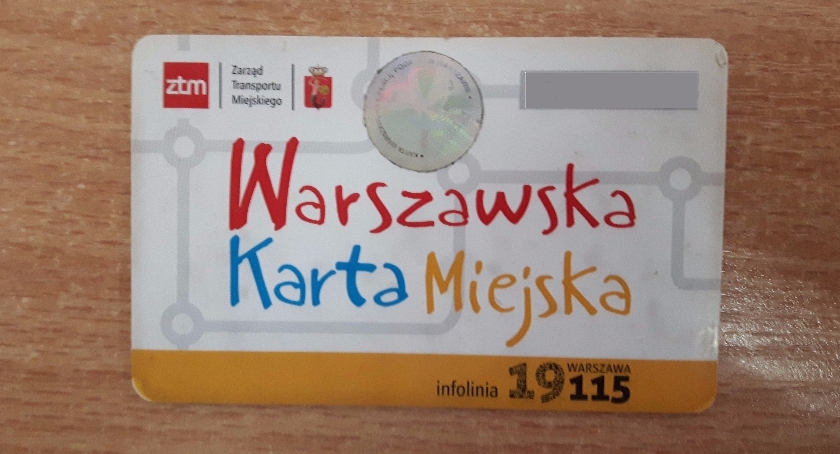 ztm
Zarząd
Transportu
Miejskiego
Warszawska
Karta Miejska
infolinia 19 WARSZAWA
115